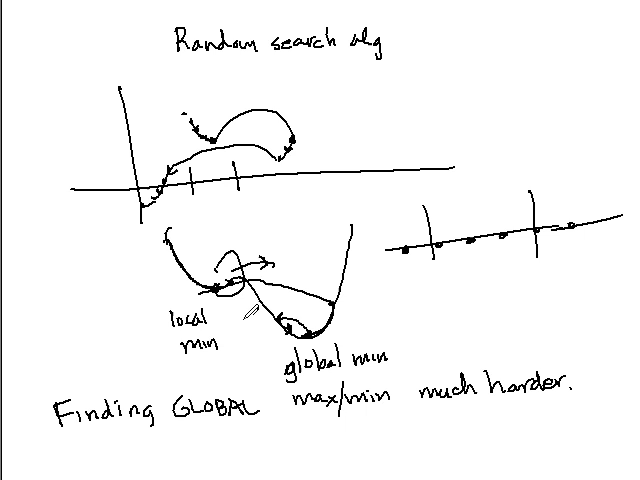 Random search alg
local
min
global min
Finding GLOBAL max/min much harder.